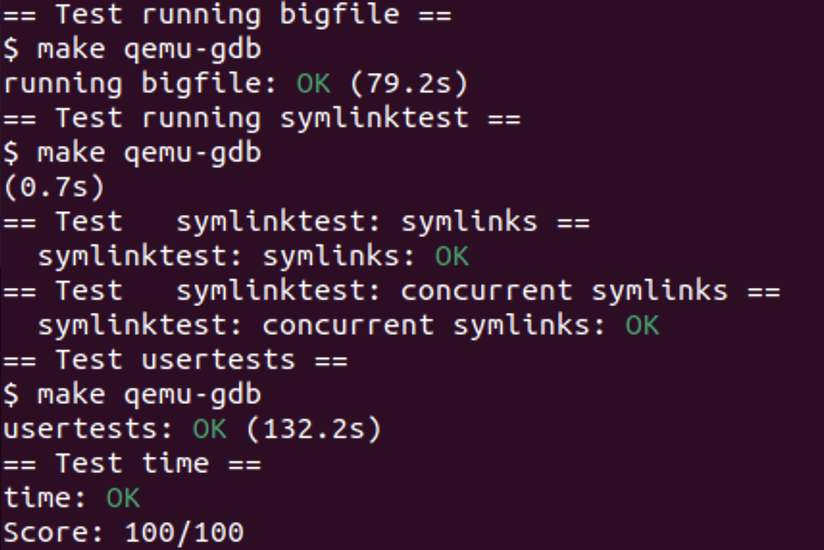 == Test running bigfile ==
$ make qemu-gdb
running bigfile: OK (79.2s)
== Test running symlinktest ==
$ make qemu-gdb
(0.7s)
== Test   symlinktest: symlinks ==
  symlinktest: symlinks: OK
== Test   symlinktest: concurrent symlinks ==
  symlinktest: concurrent symlinks: OK
== Test usertests ==
$ make qemu-gdb
usertests: OK (132.2s)
== Test time ==
time: OK
Score: 100/100